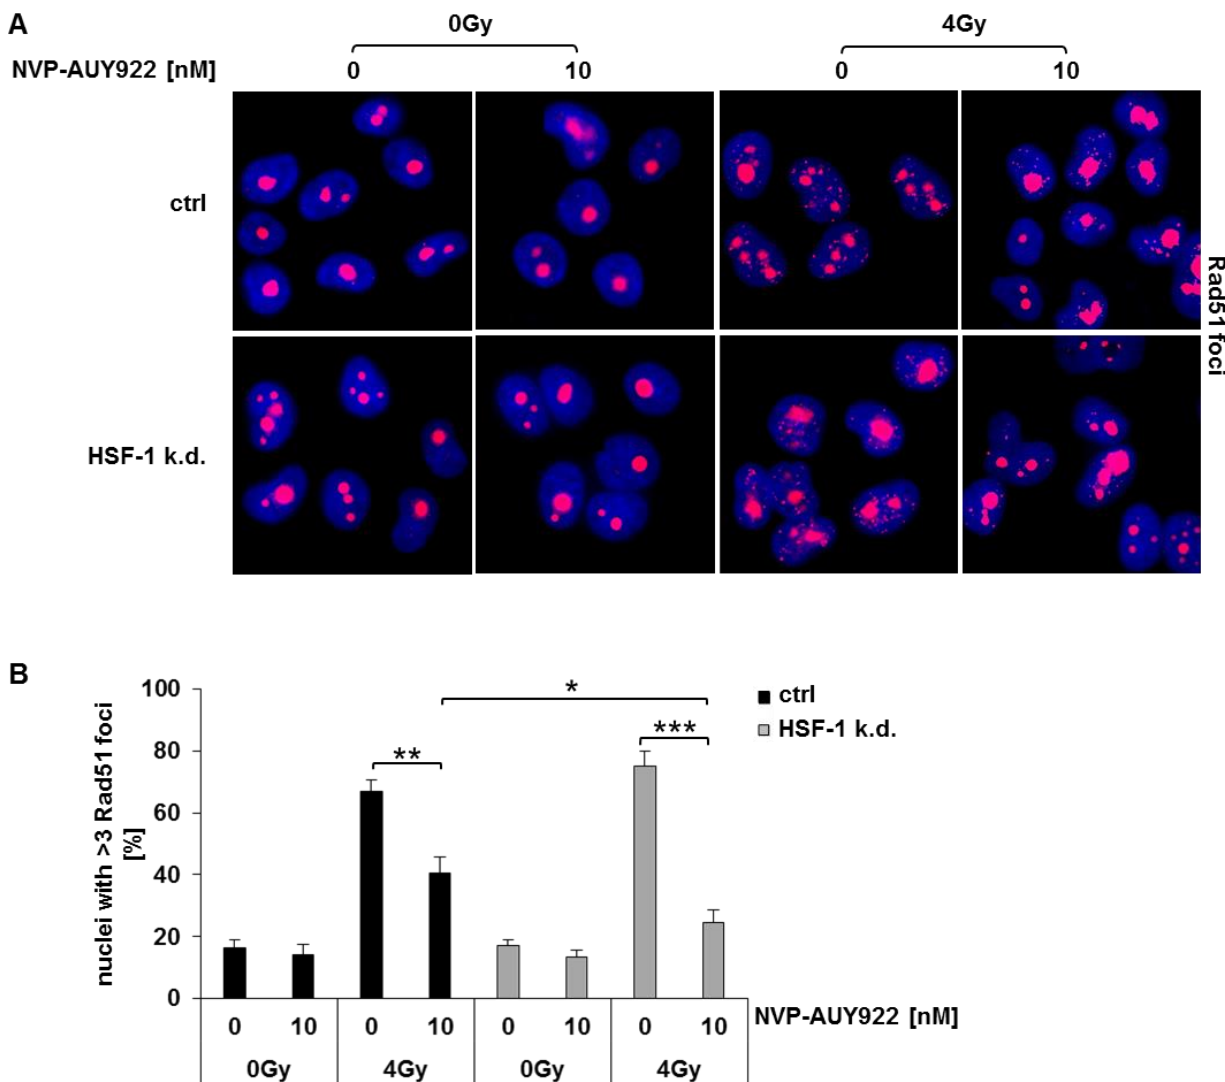 A
0Gy
4Gy
NVP-AUY922 [nM]
0
10
0
10
ctrl
HSF-1 k.d.
Rad51 foci
B
nuclei with >3 Rad51 foci
[%]
100
80
60
40
20
0
**
*
***
ctrl
HSF-1 k.d.
0 10 0 10 0 10 0 10
NVP-AUY922 [nM]
0Gy 4Gy 0Gy 4Gy